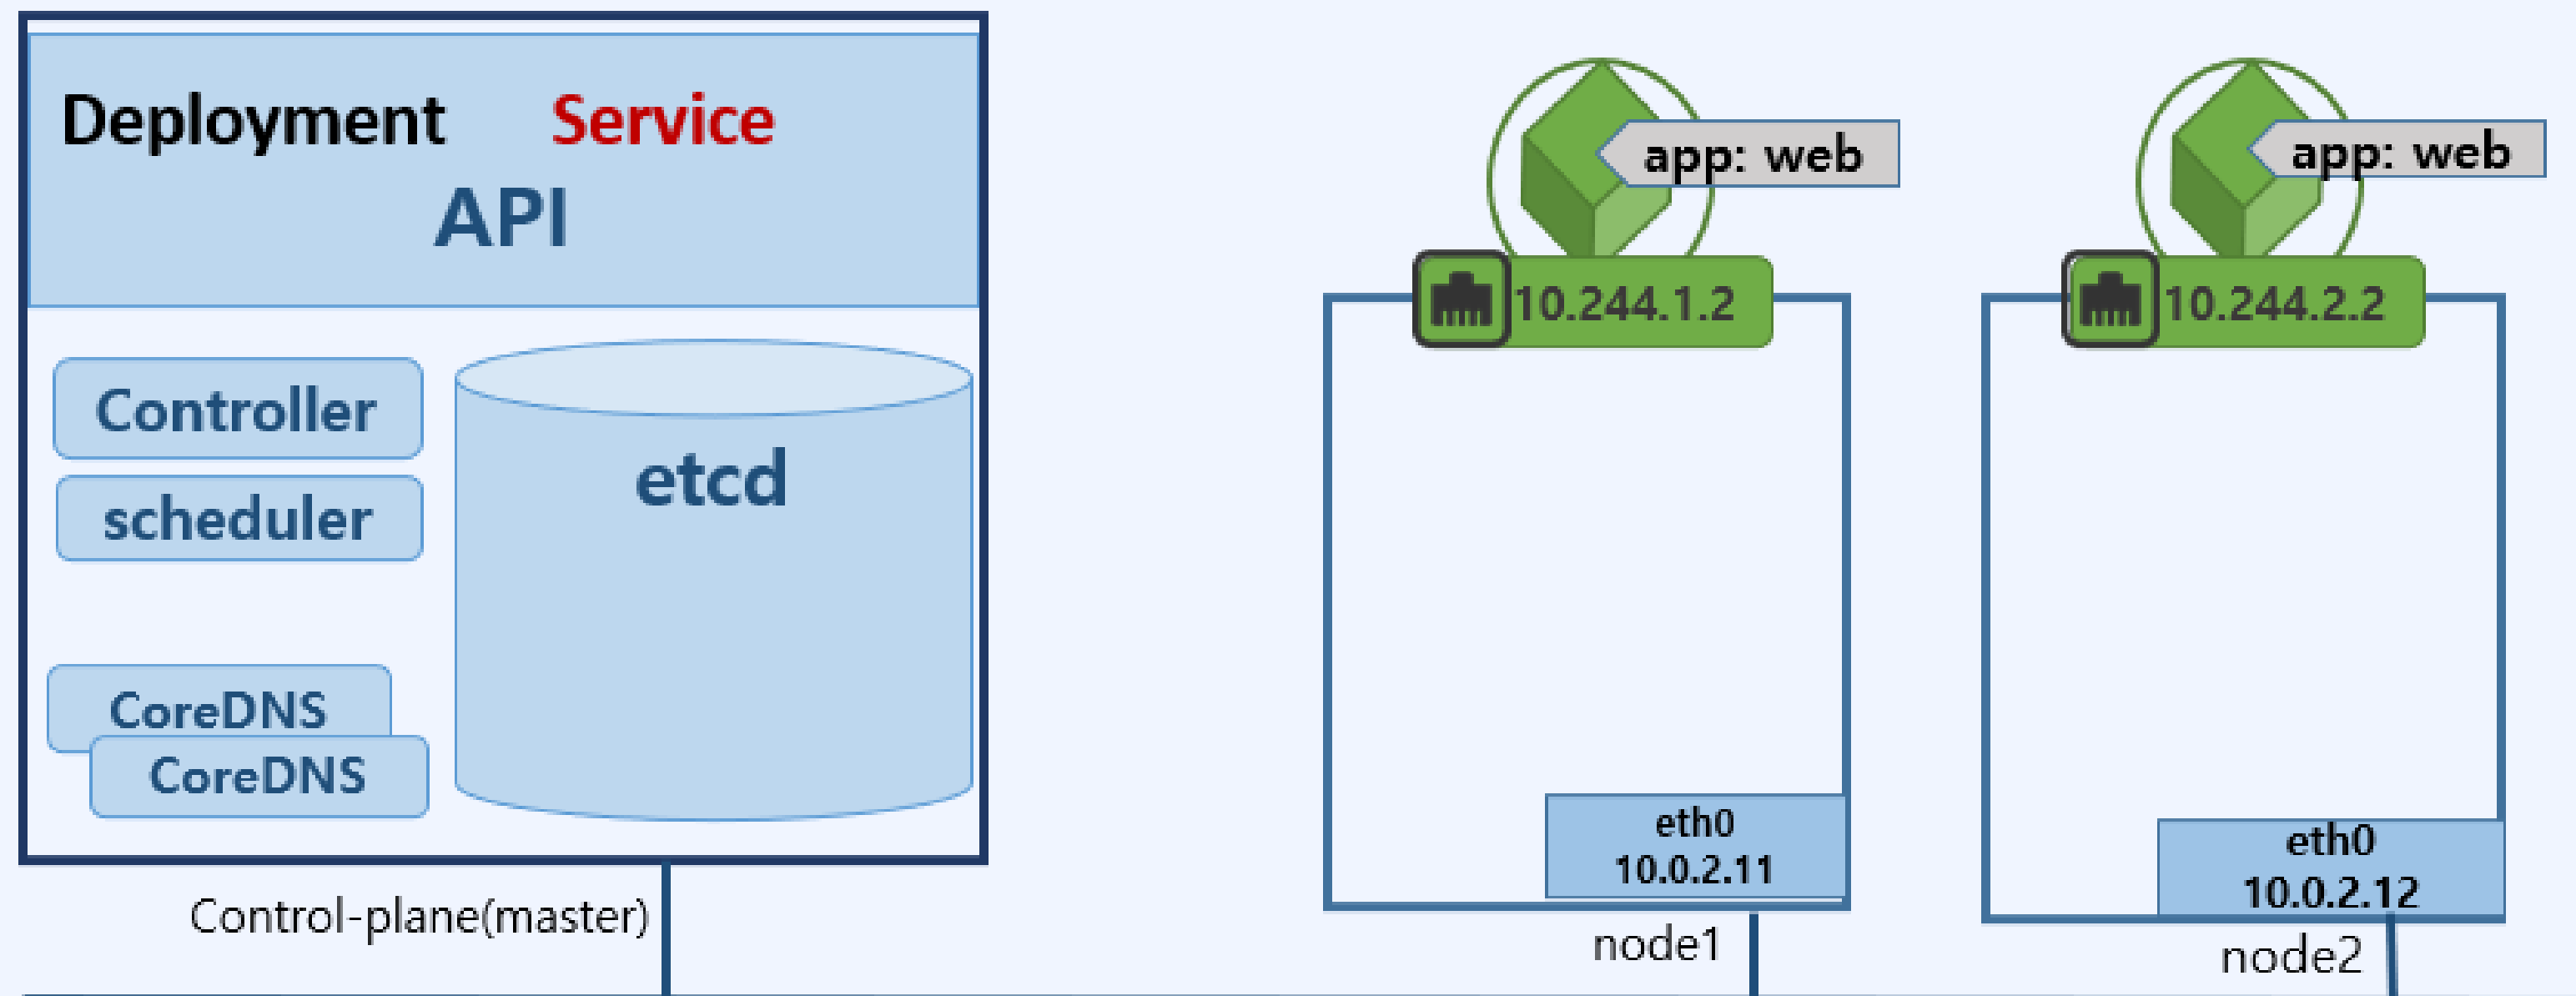 Deployment Service
API
Controller
scheduler
etcd
CoreDNS
CoreDNS
Control-plane(master)
app: web
10.244.1.2
eth0
10.0.2.11
node1
app: web
10.244.2.2
eth0
10.0.2.12
node2